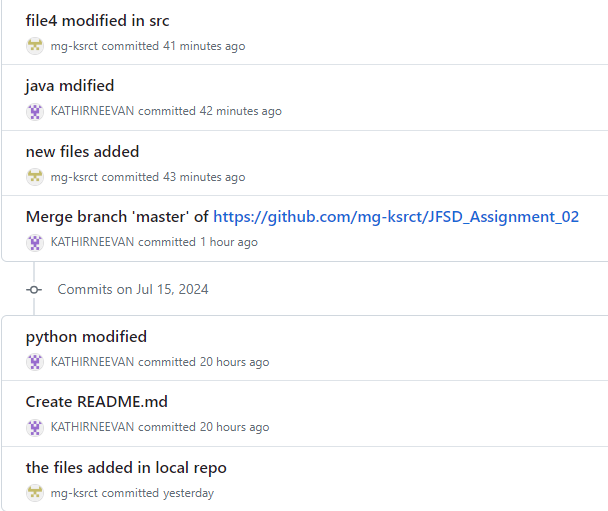 file4 modified in src
mg-ksrct committed 41 minutes ago
java mdified
KATHIRNEEVAN committed 42 minutes ago
new files added
mg-ksrct committed 43 minutes ago
Merge branch 'master' of https://github.com/mg-ksrct/JFSD_Assignment_02
KATHIRNEEVAN committed 1 hour ago
Commits on Jul 15, 2024
python modified
KATHIRNEEVAN committed 20 hours ago
Create README.md
KATHIRNEEVAN committed 20 hours ago
the files added in local repo
mg-ksrct committed yesterday